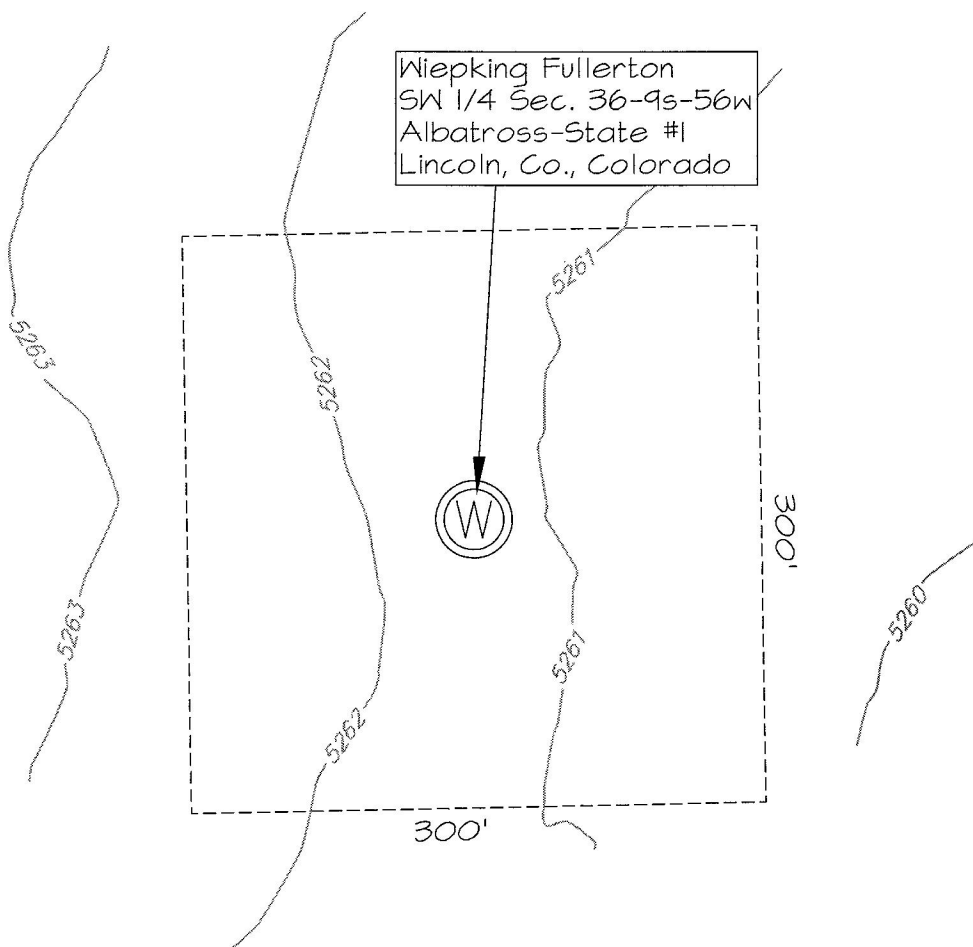 Wiepking Fullerton
SW 1/4 Sec. 36-9s-56w
Albatross-State #1
Lincoln, Co., Colorado
5261
5263
5262
W
300'
5260
5263
5261
5262
300'